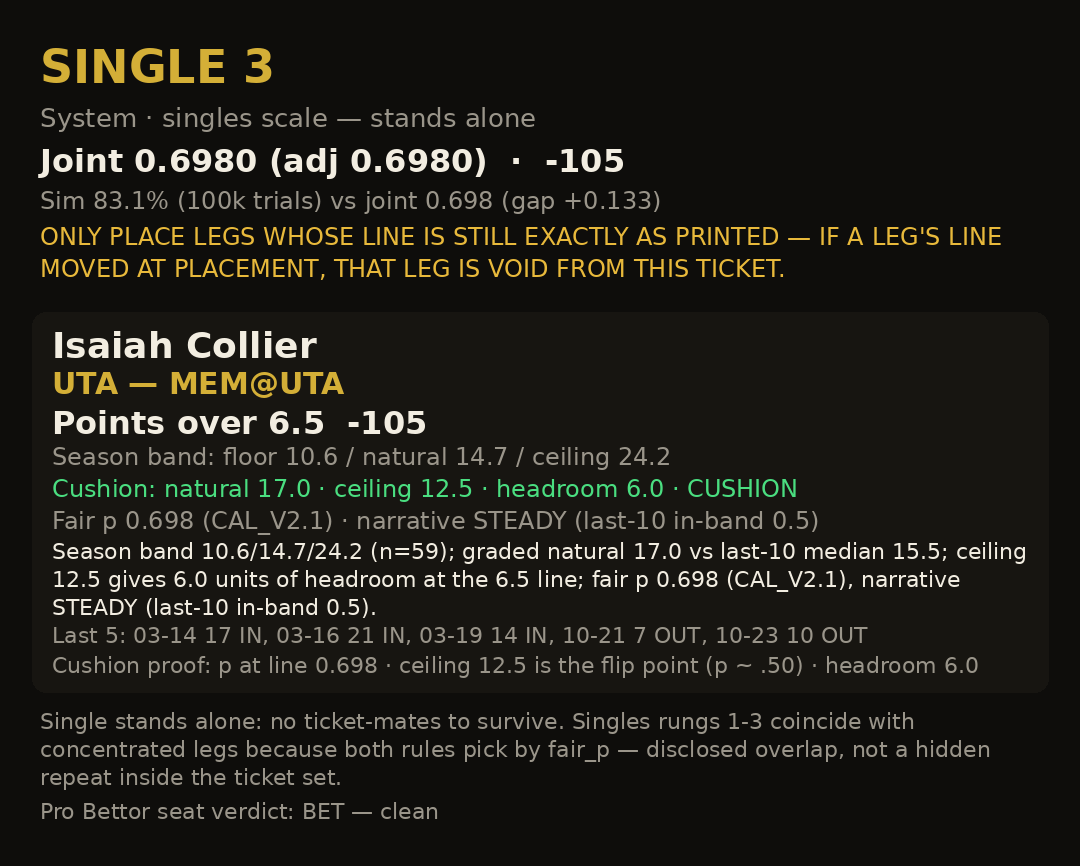 SINGLE 3
System · singles scale — stands alone
Joint 0.6980 (adj 0.6980)  ·  -105
Sim 83.1% (100k trials) vs joint 0.698 (gap +0.133)
ONLY PLACE LEGS WHOSE LINE IS STILL EXACTLY AS PRINTED — IF A LEG'S LINE
MOVED AT PLACEMENT, THAT LEG IS VOID FROM THIS TICKET.
Isaiah Collier
UTA — MEM@UTA
Points over 6.5  -105
Season band: floor 10.6 / natural 14.7 / ceiling 24.2
Cushion: natural 17.0 · ceiling 12.5 · headroom 6.0 · CUSHION
Fair p 0.698 (CAL_V2.1) · narrative STEADY (last-10 in-band 0.5)
Season band 10.6/14.7/24.2 (n=59); graded natural 17.0 vs last-10 median 15.5; ceiling
12.5 gives 6.0 units of headroom at the 6.5 line; fair p 0.698 (CAL_V2.1), narrative
STEADY (last-10 in-band 0.5).
Last 5: 03-14 17 IN, 03-16 21 IN, 03-19 14 IN, 10-21 7 OUT, 10-23 10 OUT
Cushion proof: p at line 0.698 · ceiling 12.5 is the flip point (p ~ .50) · headroom 6.0
Single stands alone: no ticket-mates to survive. Singles rungs 1-3 coincide with
concentrated legs because both rules pick by fair_p — disclosed overlap, not a hidden
repeat inside the ticket set.
Pro Bettor seat verdict: BET — clean